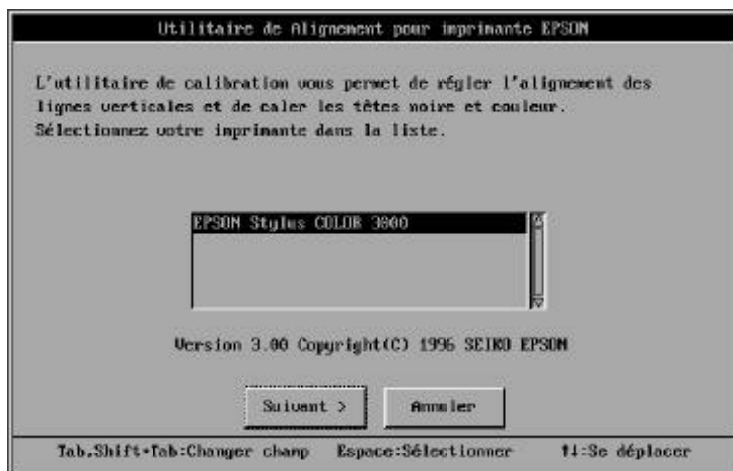 Utilitaire de Alignement pour imprimante EPSON
L'utilitaire de calibration vous permet de régler l'alignement des
lignes verticales et de caler les têtes noire et couleur.
Sélectionnez votre imprimante dans la liste.
EPSON Stylus COLOR 3000
Version 3.00 Copyright(C) 1996 SEIKO EPSON
Suivant >
Annuler
Tab,Shift+Tab:Changer champ Espace:Sélectionner ↑↓:Se déplacer